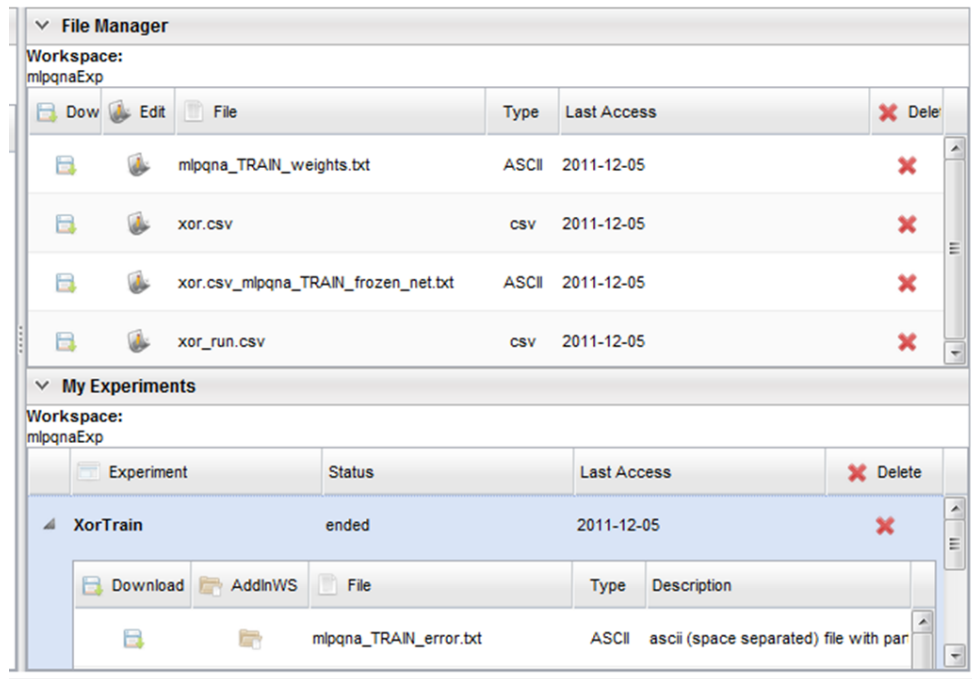 File Manager
Workspace:
mlpqnaExp
Dow Edit File Type Last Access Delet
mlpqna_TRAIN_weights.txt ASCII 2011-12-05
xor.csv csv 2011-12-05
xor.csv_mlpqna_TRAIN_frozen_net.txt ASCII 2011-12-05
xor_run.csv csv 2011-12-05
My Experiments
Workspace:
mlpqnaExp
Experiment Status Last Access Delete
XorTrain ended 2011-12-05
Download AddInWS File Type Description
mlpqna_TRAIN_error.txt ASCII ascii (space separated) file with par